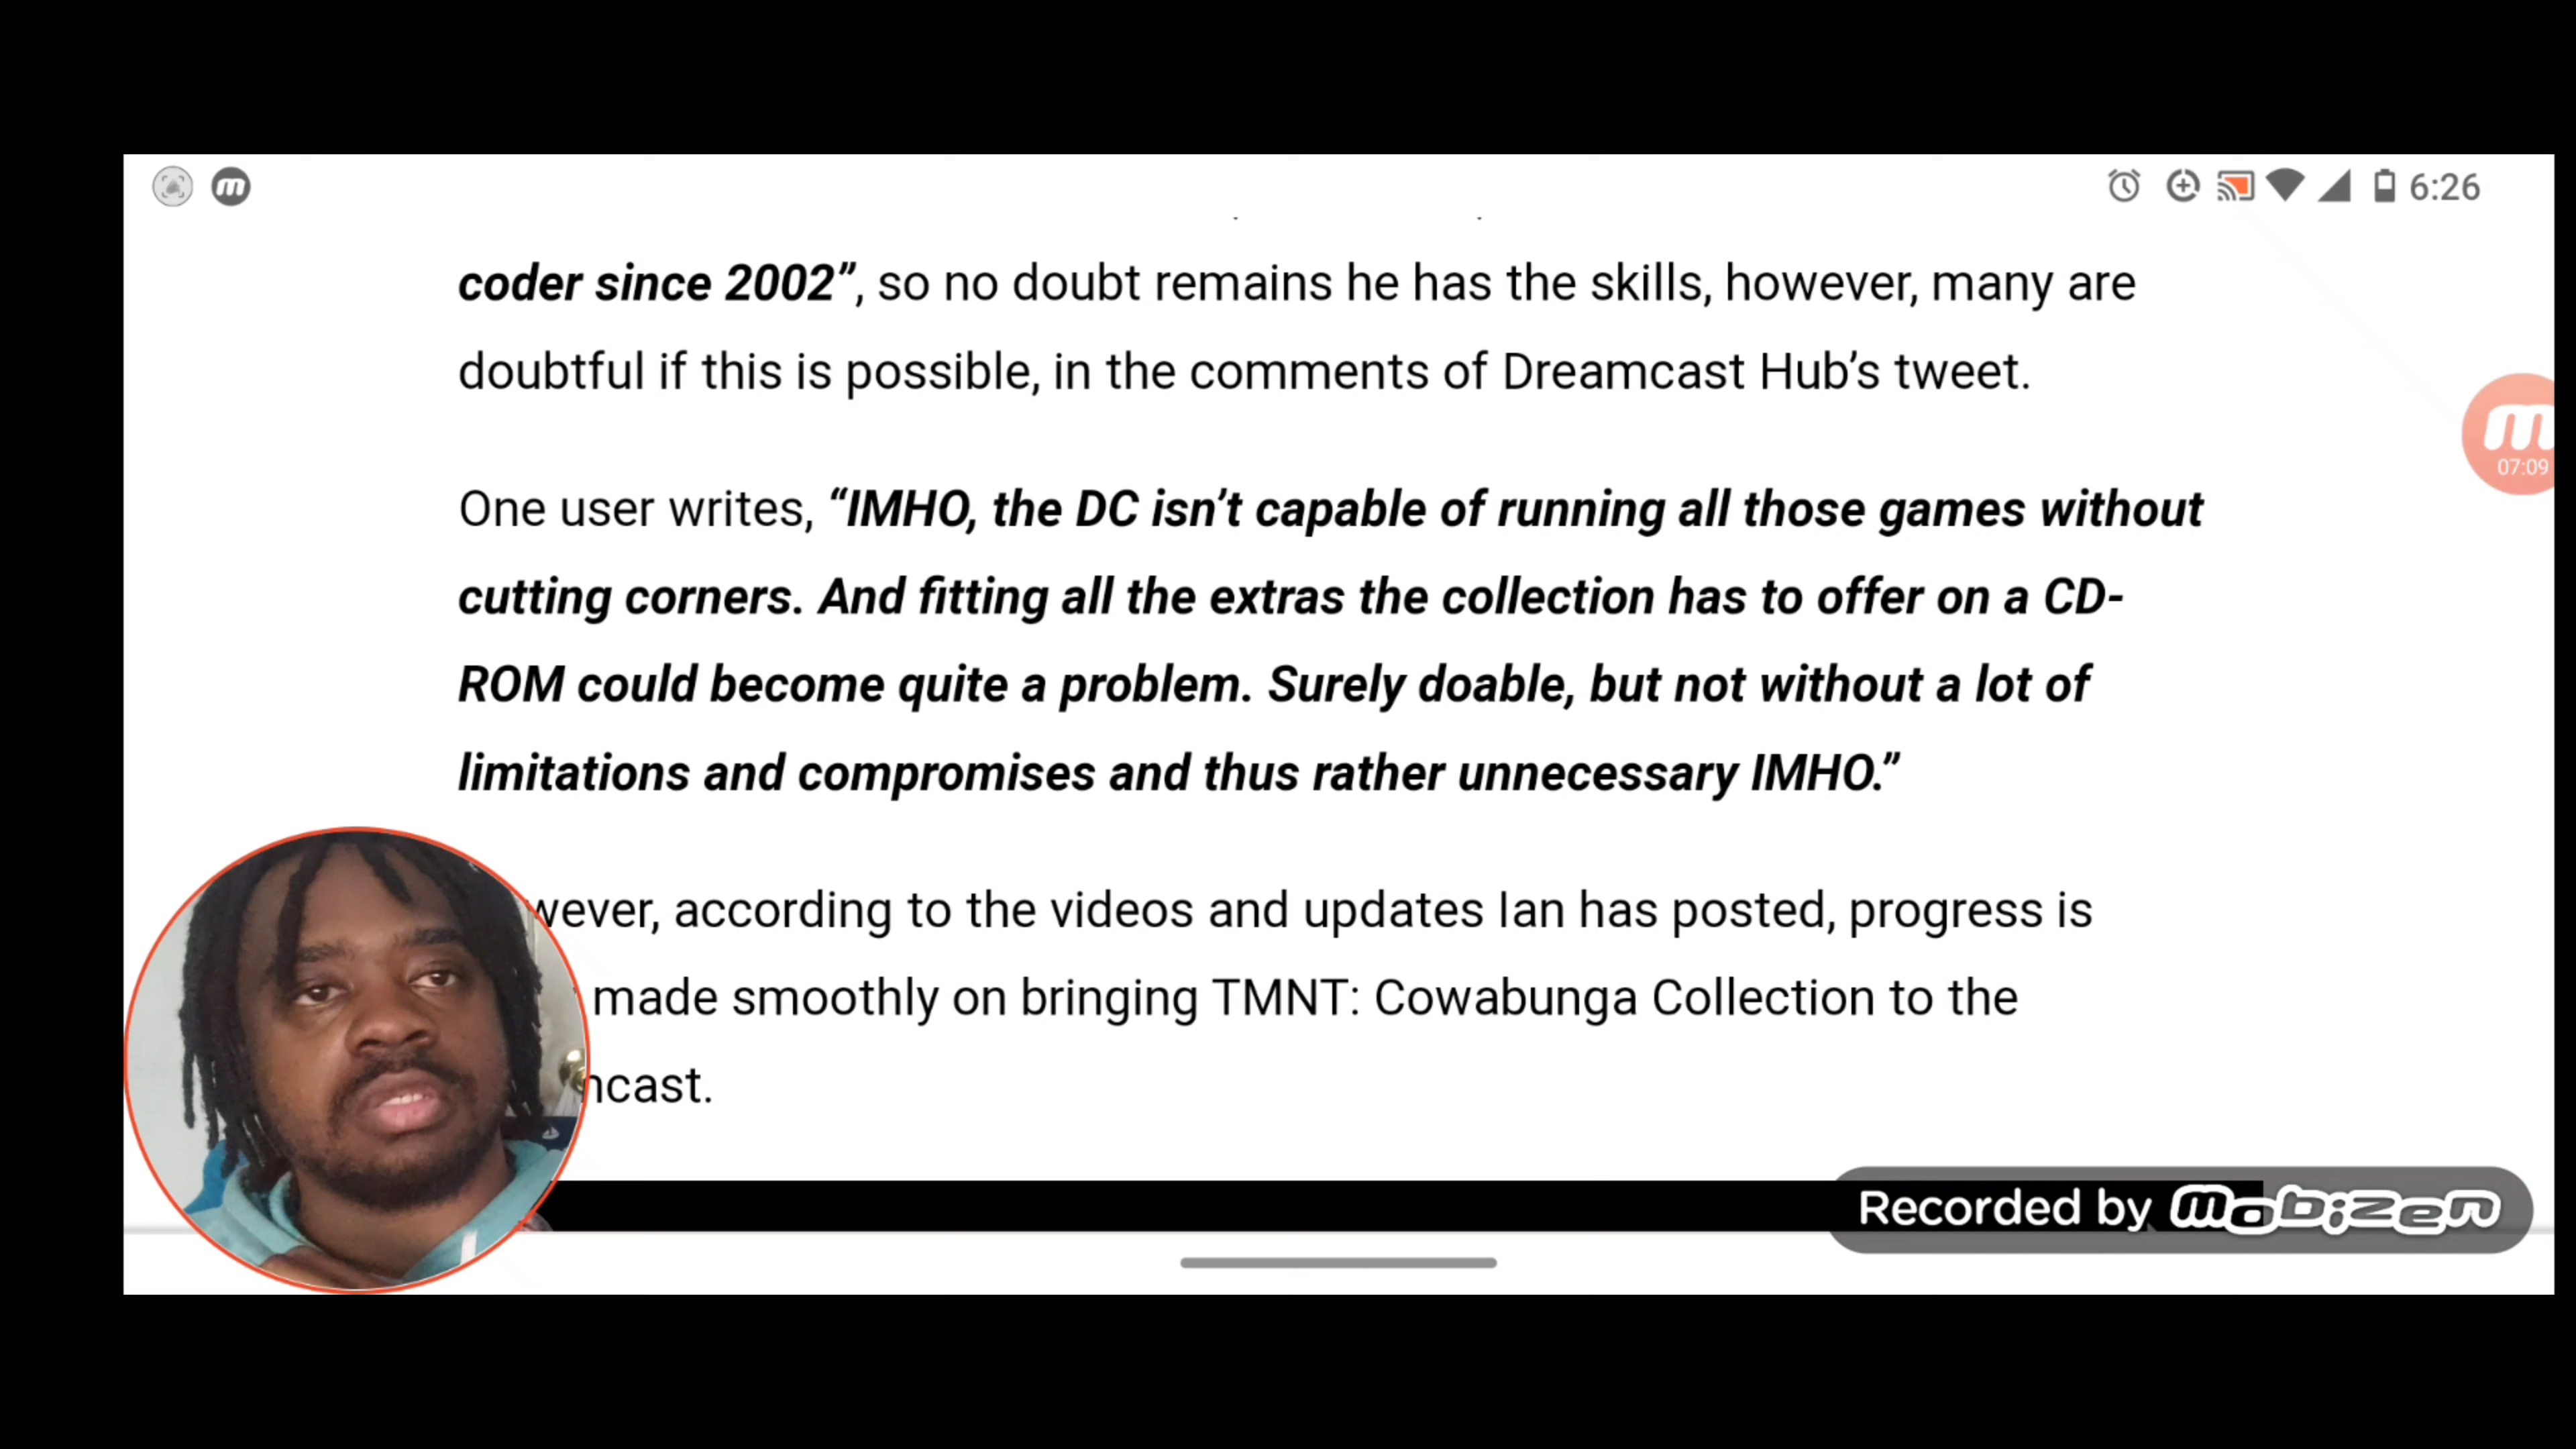 6:26
coder since 2002”, so no doubt remains he has the skills, however, many are
doubtful if this is possible, in the comments of Dreamcast Hub’s tweet.
m
07:09
One user writes, “IMHO, the DC isn’t capable of running all those games without
cutting corners. And fitting all the extras the collection has to offer on a CD-
ROM could become quite a problem. Surely doable, but not without a lot of
limitations and compromises and thus rather unnecessary IMHO.”
wever, according to the videos and updates Ian has posted, progress is
made smoothly on bringing TMNT: Cowabunga Collection to the
ncast.
Recorded by mobizen